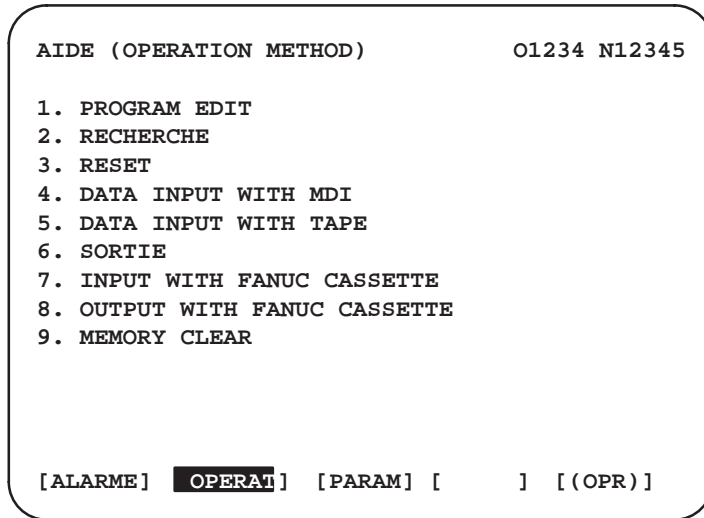 AIDE (OPERATION METHOD) O1234 N12345
1. PROGRAM EDIT
2. RECHERCHE
3. RESET
4. DATA INPUT WITH MDI
5. DATA INPUT WITH TAPE
6. SORTIE
7. INPUT WITH FANUC CASSETTE
8. OUTPUT WITH FANUC CASSETTE
9. MEMORY CLEAR
[ALARME] OPERAT] [PARAM] [ ] [(OPR)]